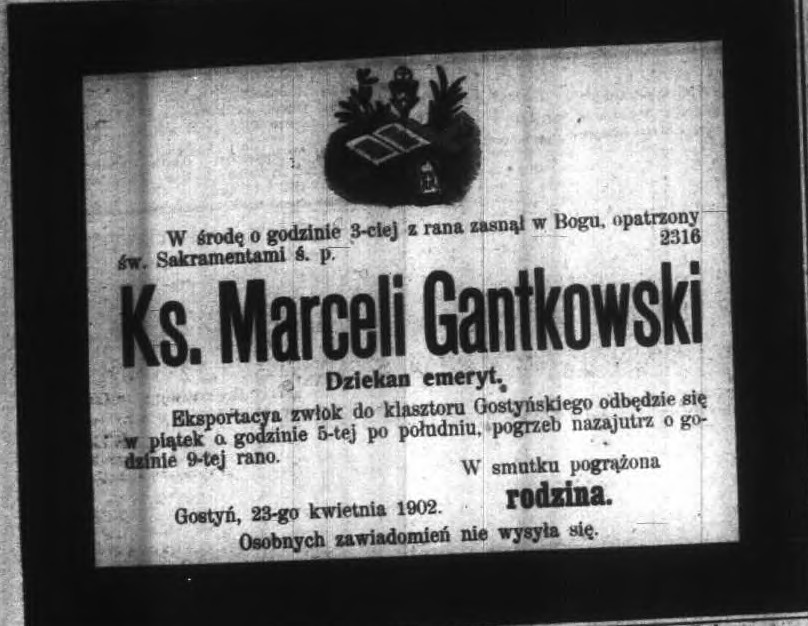 W środę o godzinie 3-ciej z rana zasnął w Bogu, opatrzony
św. Sakramentami ś. p. 2316
Ks. Marceli Gantkowski
Dziekan emeryt.
Eksportacya zwłok do klasztoru Gostyńskiego odbędzie się
w piątek o godzinie 5-tej po południu, pogrzeb nazajutrz o go-
dzinie 9-tej rano.
W smutku pogrążona
rodzina.
Gostyń, 23-go kwietnia 1902.
Osobnych zawiadomień nie wysyła się.